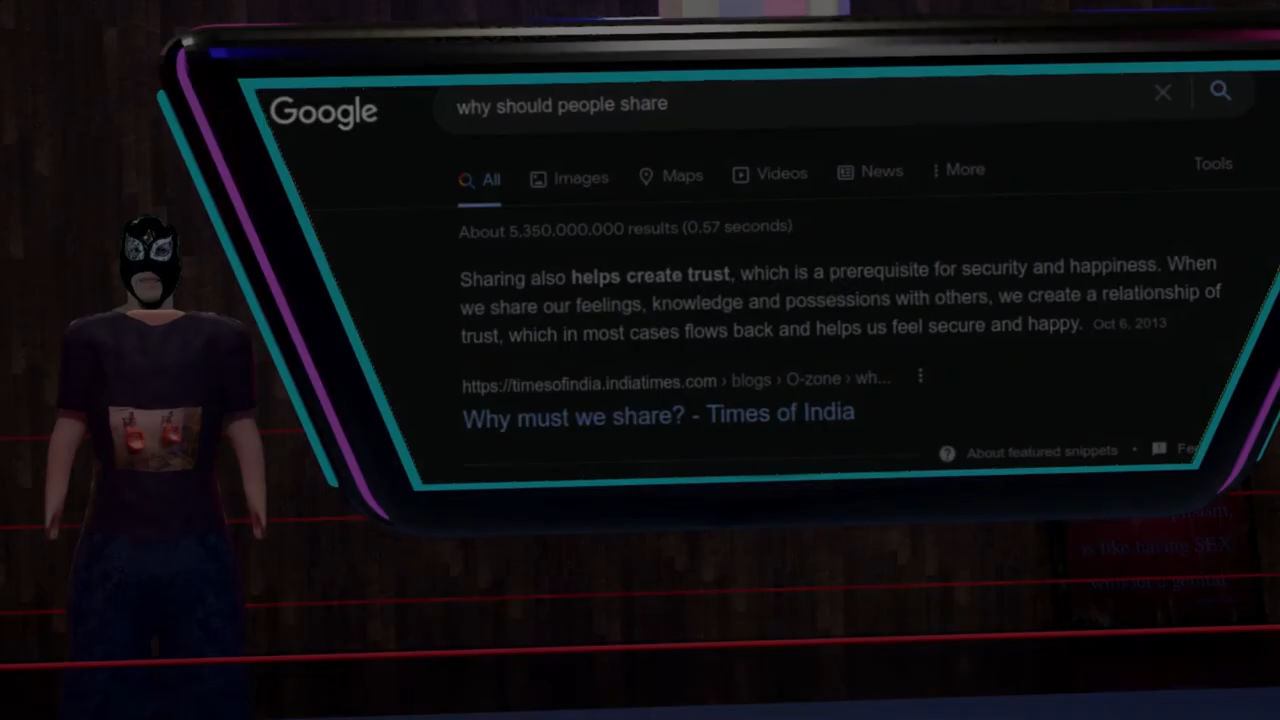 Google why should people share
All Images Maps Videos News More Tools
About 5,350,000,000 results (0.57 seconds)
Sharing also helps create trust, which is a prerequisite for security and happiness. When
we share our feelings, knowledge and possessions with others, we create a relationship of
trust, which in most cases flows back and helps us feel secure and happy. Oct 6, 2013
https://timesofindia.indiatimes.com › blogs › O-zone › wh...
Why must we share? - Times of India
About featured snippets •
is like having SEX